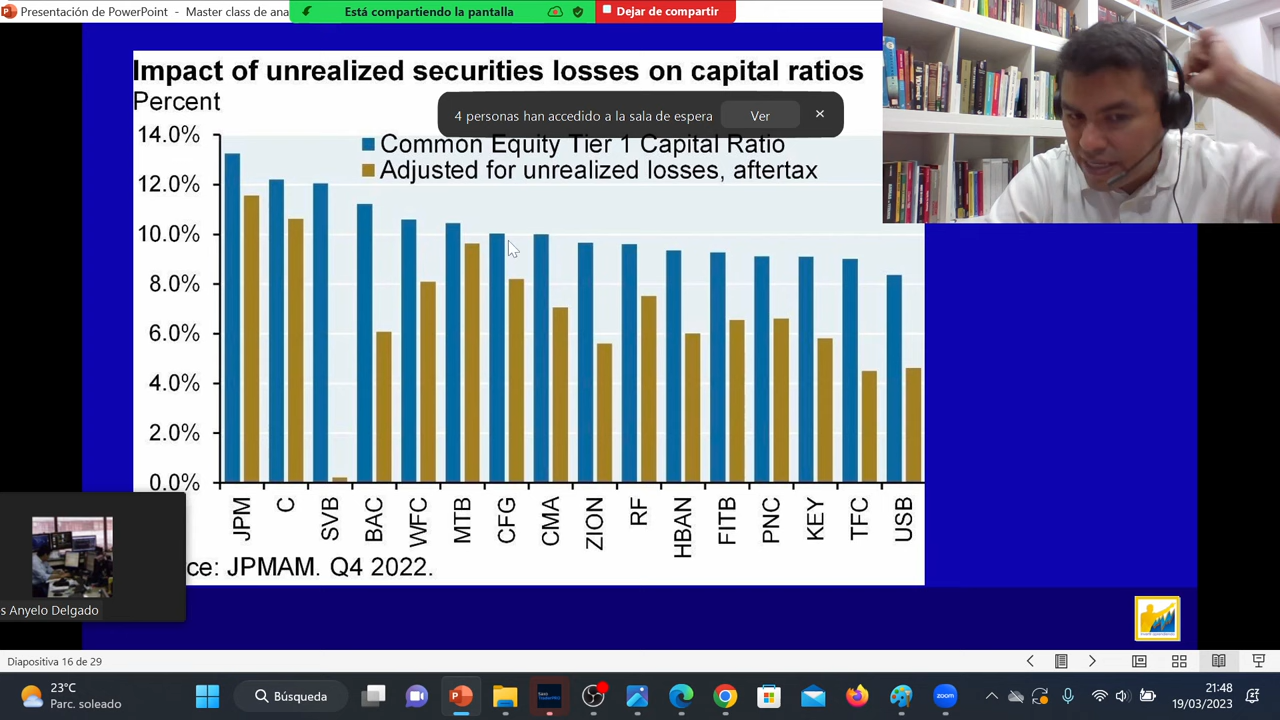 Presentación de PowerPoint - Master class de ana
Está compartiendo la pantalla
Dejar de compartir
Impact of unrealized securities losses on capital ratios
Percent
4 personas han accedido a la sala de espera
Ver
14.0%
Common Equity Tier 1 Capital Ratio
Adjusted for unrealized losses, aftertax
12.0%
10.0%
8.0%
6.0%
4.0%
2.0%
0.0%
JPM C SVB BAC WFC MTB CFG CMA ZION RF HBAN FITB PNC KEY TFC USB
ce: JPMAM. Q4 2022.
s Anyelo Delgado
Diapositiva 16 de 29
23°C
Parc. soleado
Búsqueda
zoom
21:48
19/03/2023